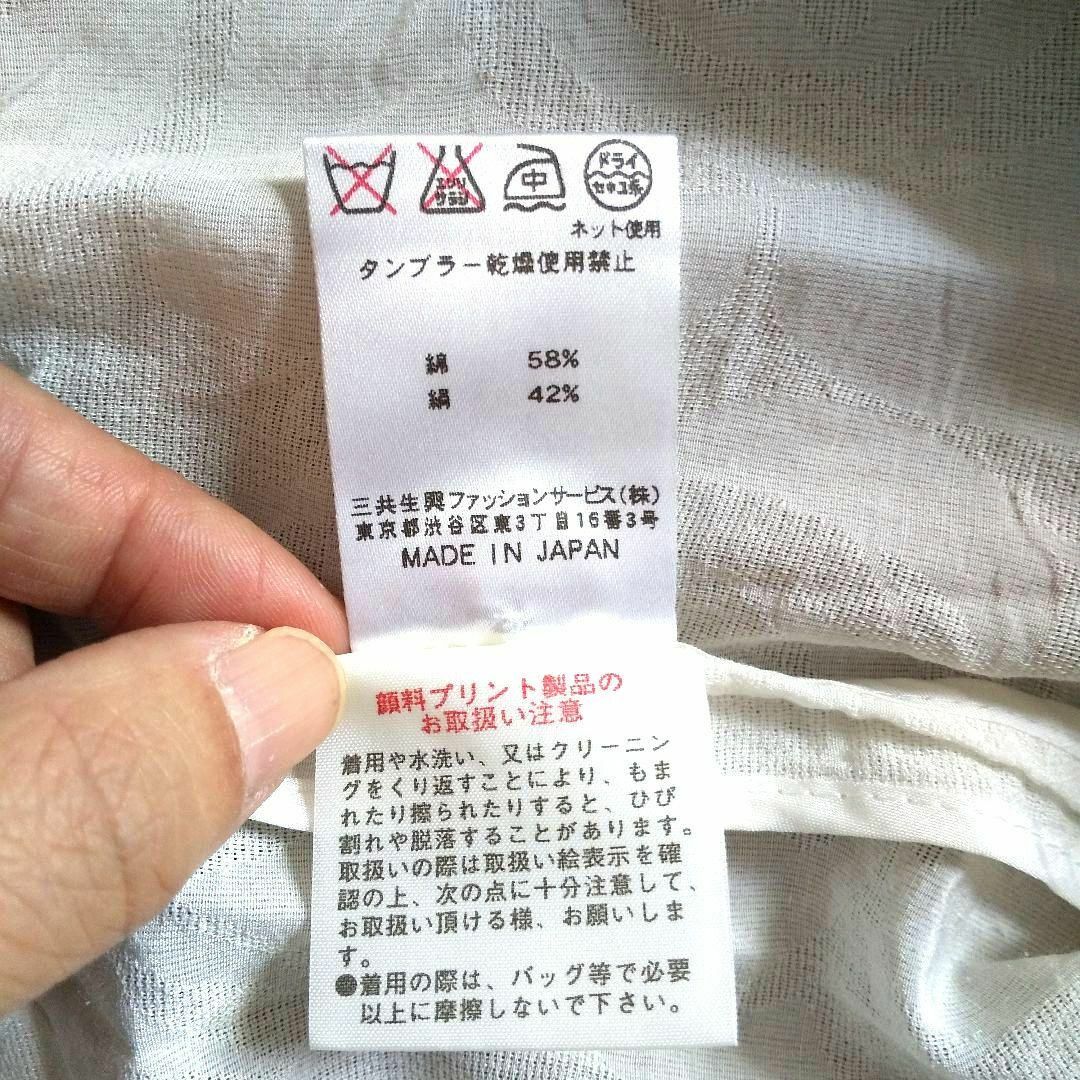 エンソ
サラシ
中
ドライ
セキユ系
ネット使用
タンブラー乾燥使用禁止
綿 58%
絹 42%
三共生興ファッションサービス(株)
東京都渋谷区東3丁目16番3号
MADE IN JAPAN
顔料プリント製品の
お取扱い注意
着用や水洗い、又はクリーニン
グをくり返すことにより、もま
れたり擦られたりすると、ひび
割れや脱落することがあります。
取扱いの際は取扱い絵表示を確
認の上、次の点に十分注意して、
お取扱い頂ける様、お願いしま
す。
●着用の際は、バッグ等で必要
以上に摩擦しないで下さい。